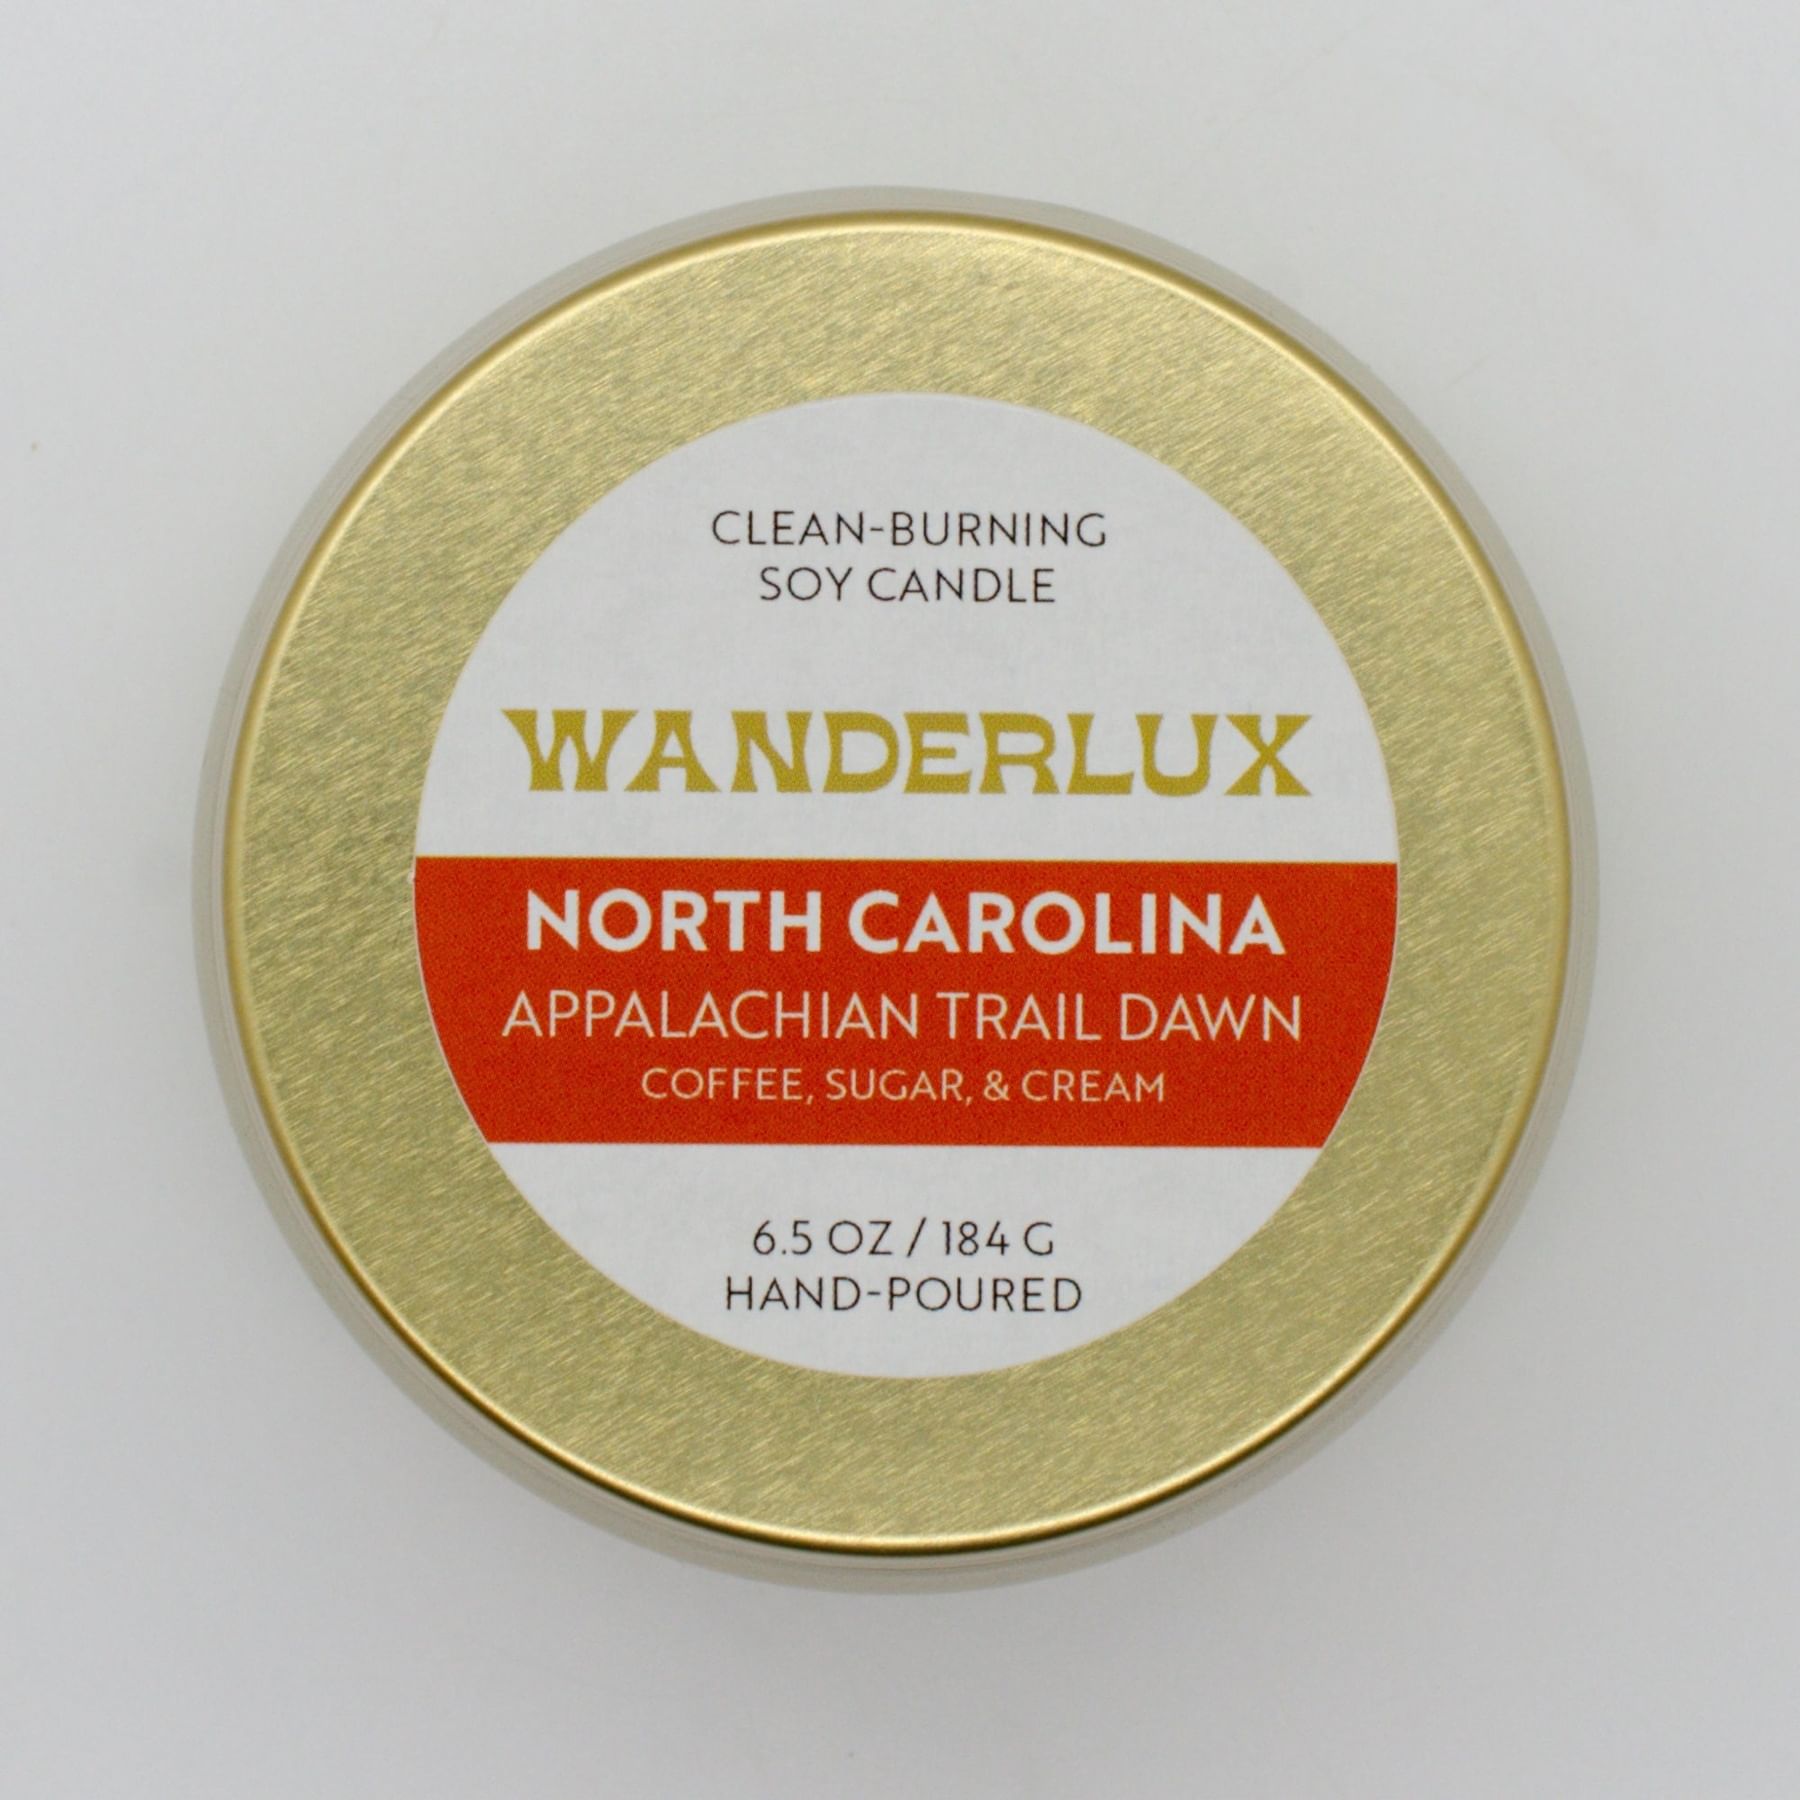 CLEAN-BURNING
SOY CANDLE
WANDERLUX
NORTH CAROLINA
APPALACHIAN TRAIL DAWN
COFFEE, SUGAR, & CREAM
6.5 OZ / 184 G
HAND-POURED